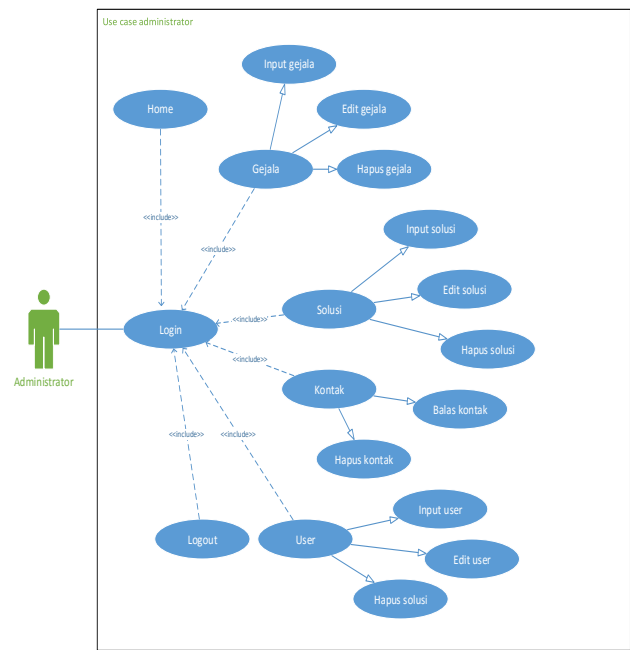 Use case administrator
Input gejala
Home
Edit gejala
Gejala
Hapus gejala
<<include>>
Input solusi
<<include>>
Edit solusi
Solusi
<<include>>
Login
Hapus solusi
<<include>>
Administrator
Kontak
Balas kontak
<<include>>
<<include>>
Hapus kontak
Input user
Logout
User
Edit user
Hapus solusi